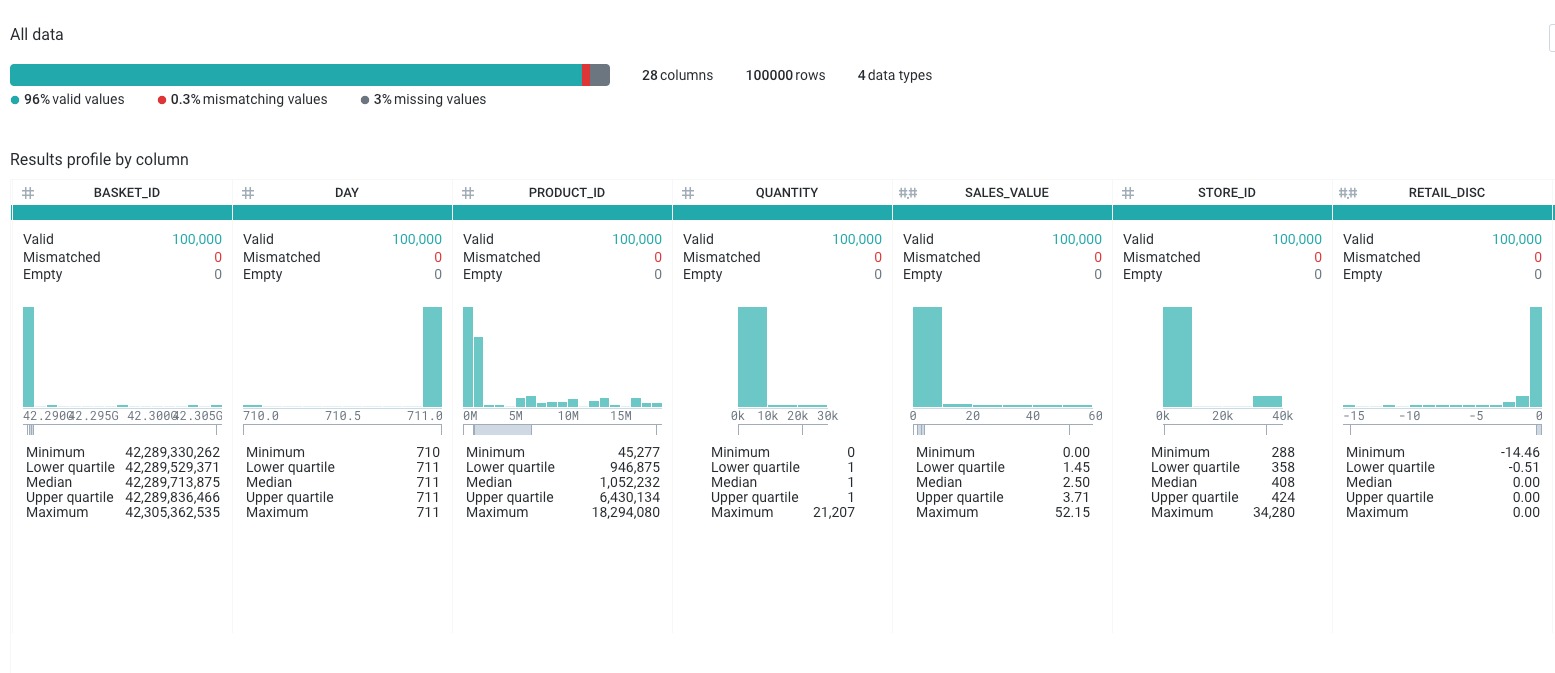 All data
28 columns 100000 rows 4 data types
96% valid values 0.3% mismatching values 3% missing values
Results profile by column
BASKET_ID DAY PRODUCT_ID QUANTITY SALES_VALUE STORE_ID RETAIL_DISC
Valid 100,000 Valid 100,000 Valid 100,000 Valid 100,000 Valid 100,000 Valid 100,000 Valid 100,000
Mismatched 0 Mismatched 0 Mismatched 0 Mismatched 0 Mismatched 0 Mismatched 0 Mismatched 0
Empty 0 Empty 0 Empty 0 Empty 0 Empty 0 Empty 0 Empty 0
42.290G 42.295G 42.300G 42.305G 710.0 710.5 711.0 0M 5M 10M 15M 0k 10k 20k 30k 0 20 40 60 0k 20k 40k -15 -10 -5 0
Minimum 42,289,330,262 Minimum 710 Minimum 45,277 Minimum 0 Minimum 0.00 Minimum 288 Minimum -14.46
Lower quartile 42,289,529,371 Lower quartile 711 Lower quartile 946,875 Lower quartile 1 Lower quartile 1.45 Lower quartile 358 Lower quartile -0.51
Median 42,289,713,875 Median 711 Median 1,052,232 Median 1 Median 2.50 Median 408 Median 0.00
Upper quartile 42,289,836,466 Upper quartile 711 Upper quartile 6,430,134 Upper quartile 1 Upper quartile 3.71 Upper quartile 424 Upper quartile 0.00
Maximum 42,305,362,535 Maximum 711 Maximum 18,294,080 Maximum 21,207 Maximum 52.15 Maximum 34,280 Maximum 0.00